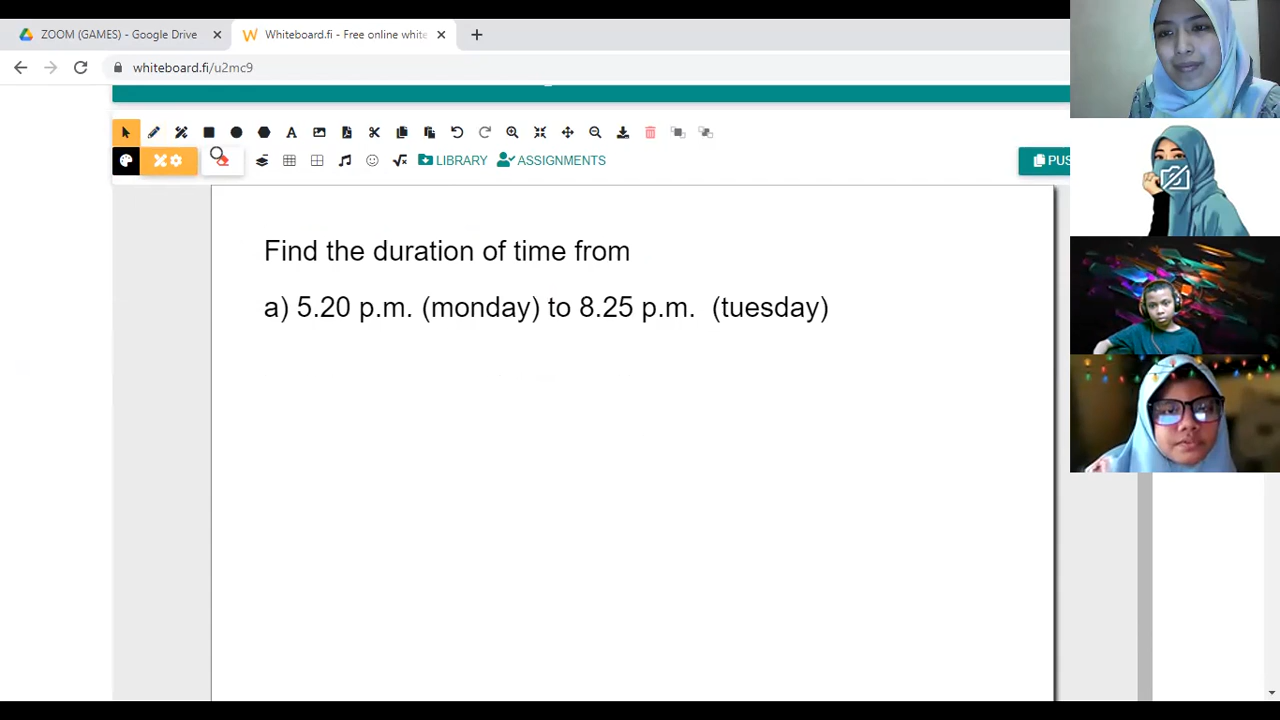 ZOOM (GAMES) - Google Drive
Whiteboard.fi - Free online white
whiteboard.fi/u2mc9
LIBRARY
ASSIGNMENTS
PUS
Find the duration of time from
a) 5.20 p.m. (monday) to 8.25 p.m. (tuesday)